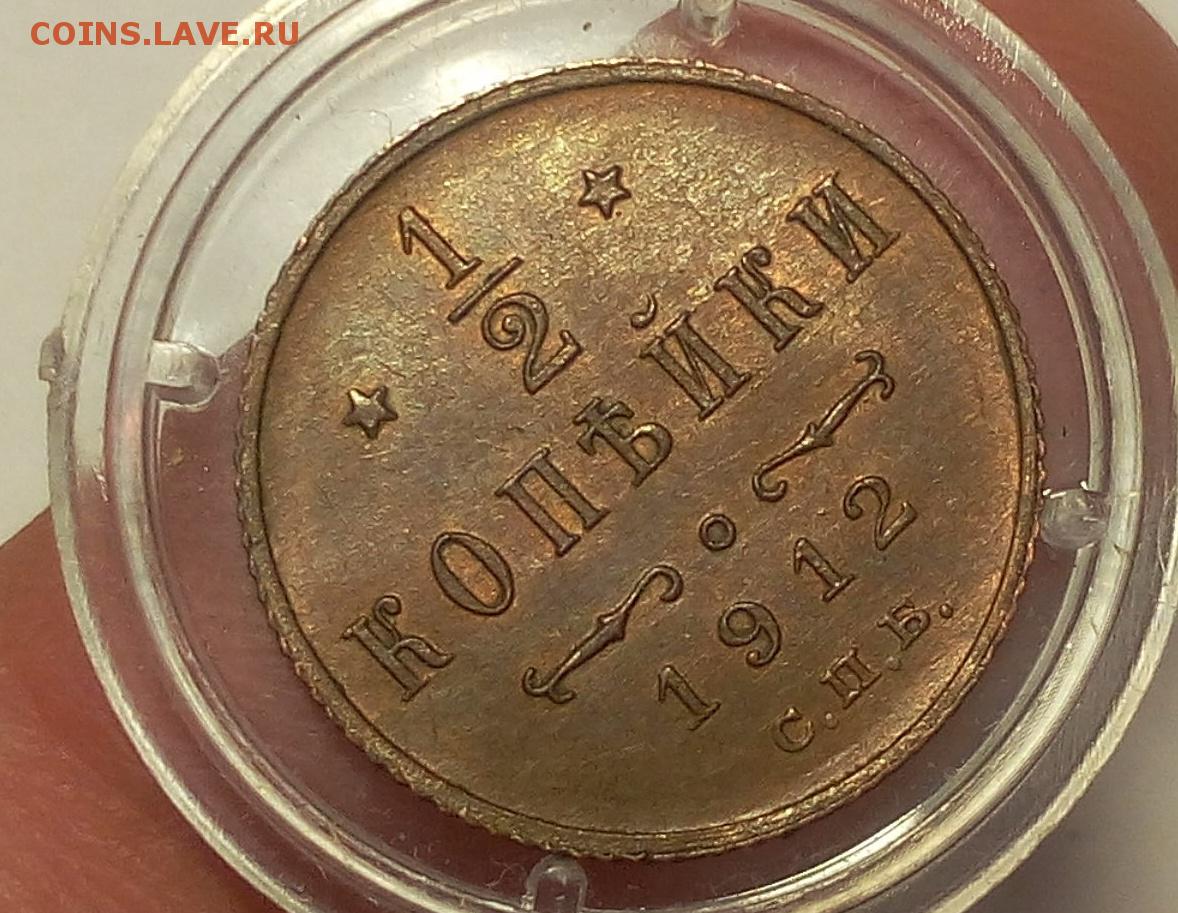 COINS.LAVE.RU
1/2
КОПѢЙКИ
1912
С.П.Б.